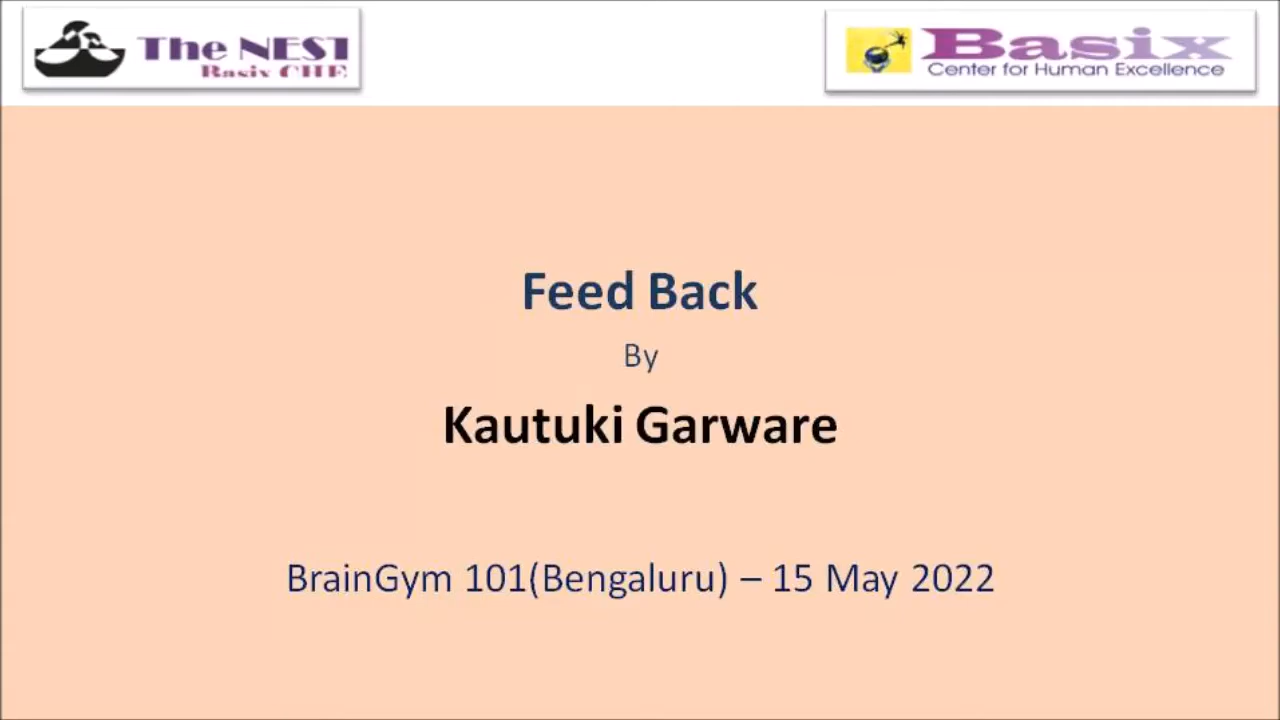 The NEST
Basix CHE
Basix
Center for Human Excellence
Feed Back
By
Kautuki Garware
BrainGym 101(Bengaluru) – 15 May 2022